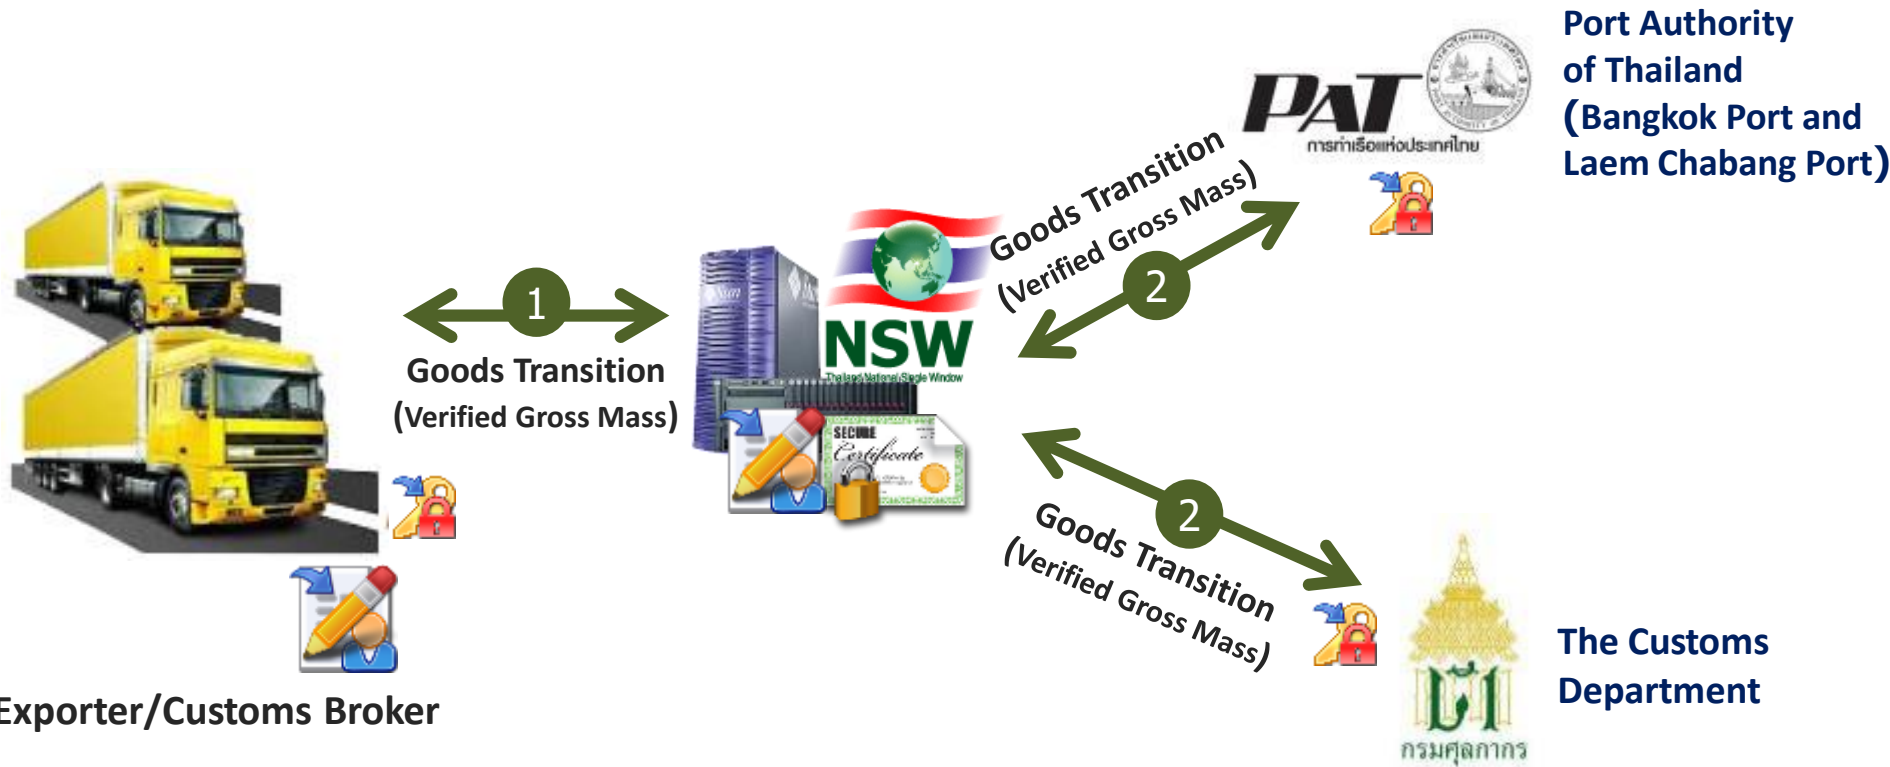 Port Authority
of Thailand
(Bangkok Port and
Laem Chabang Port)
PAT
การท่าเรือแห่งประเทศไทย
Goods Transition
(Verified Gross Mass)
2
1
Goods Transition
(Verified Gross Mass)
Sun
NSW
Thailand National Single Window
SECURE
Certificate
2
Goods Transition
(Verified Gross Mass)
The Customs
Department
กรมศุลกากร
Exporter/Customs Broker